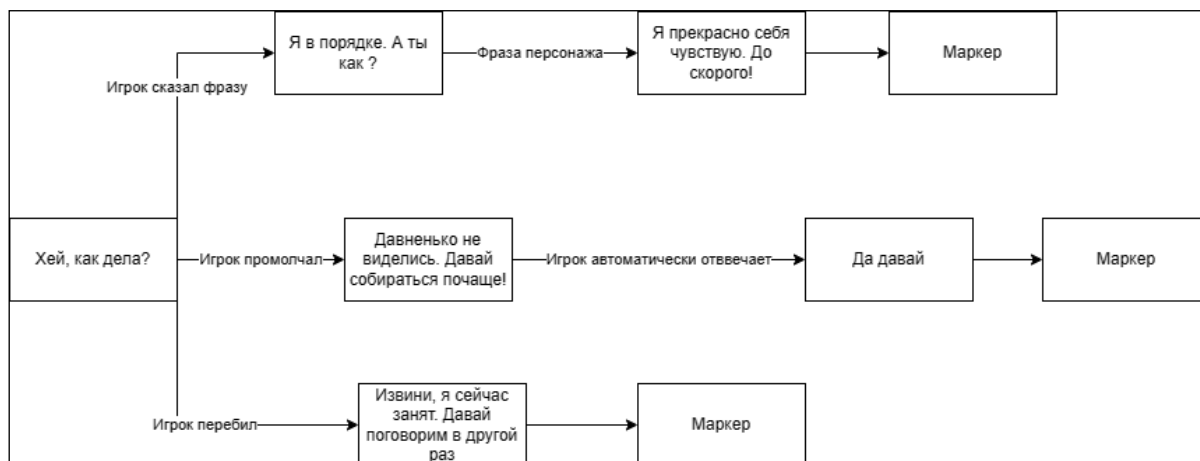 Я в порядке. А ты
как ?
Фраза персонажа
Я прекрасно себя
чувствую. До
скорого!
Маркер
Игрок сказал фразу
Хей, как дела?
Игрок промолчал
Давненько не
виделись. Давай
собираться почаще!
Игрок автоматически отввечает
Да давай
Маркер
Игрок перебил
Извини, я сейчас
занят. Давай
поговорим в другой
раз
Маркер